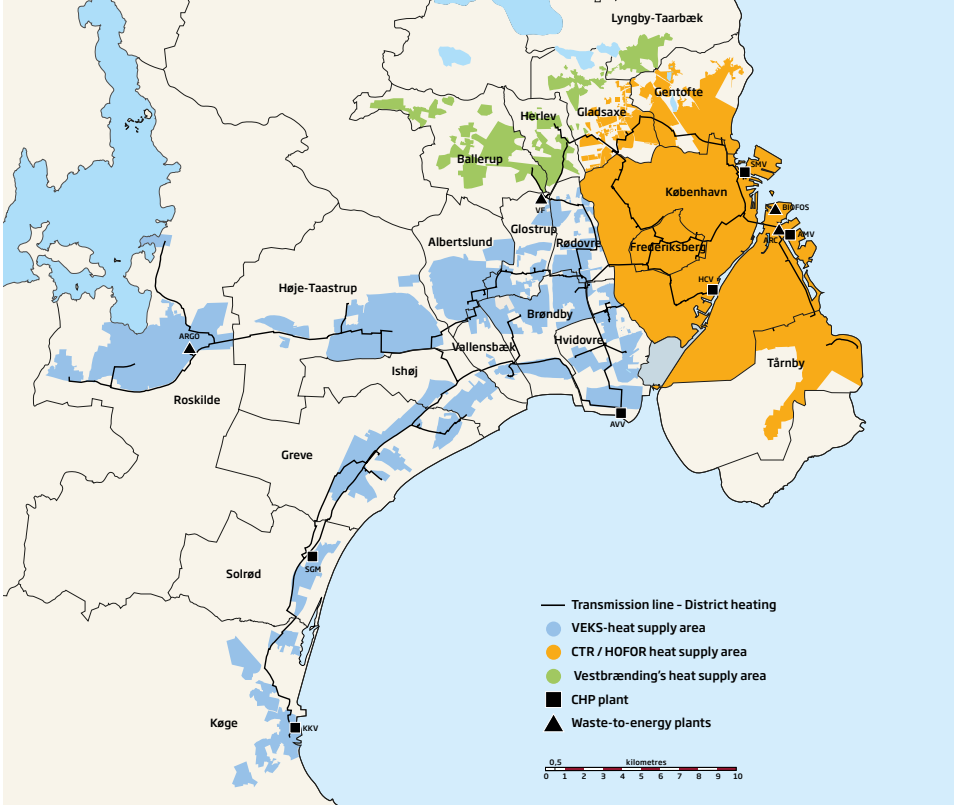 Lyngby-Taarbæk
Gentofte
Gladsaxe
Herlev
Ballerup
SMV
København
VF
BIOFOS
Glostrup
ARC
AMV
Albertslund
Rødovre
Frederiksberg
HCV
Høje-Taastrup
Brøndby
ARGO
Hvidovre
Vallensbæk
Tårnby
Ishøj
Roskilde
AVV
Greve
SGM
Solrød
Køge
KKV
Transmission line – District heating
VEKS-heat supply area
CTR / HOFOR heat supply area
Vestbrænding's heat supply area
CHP plant
Waste-to-energy plants
0,5 kilometres
0 1 2 3 4 5 6 7 8 9 10